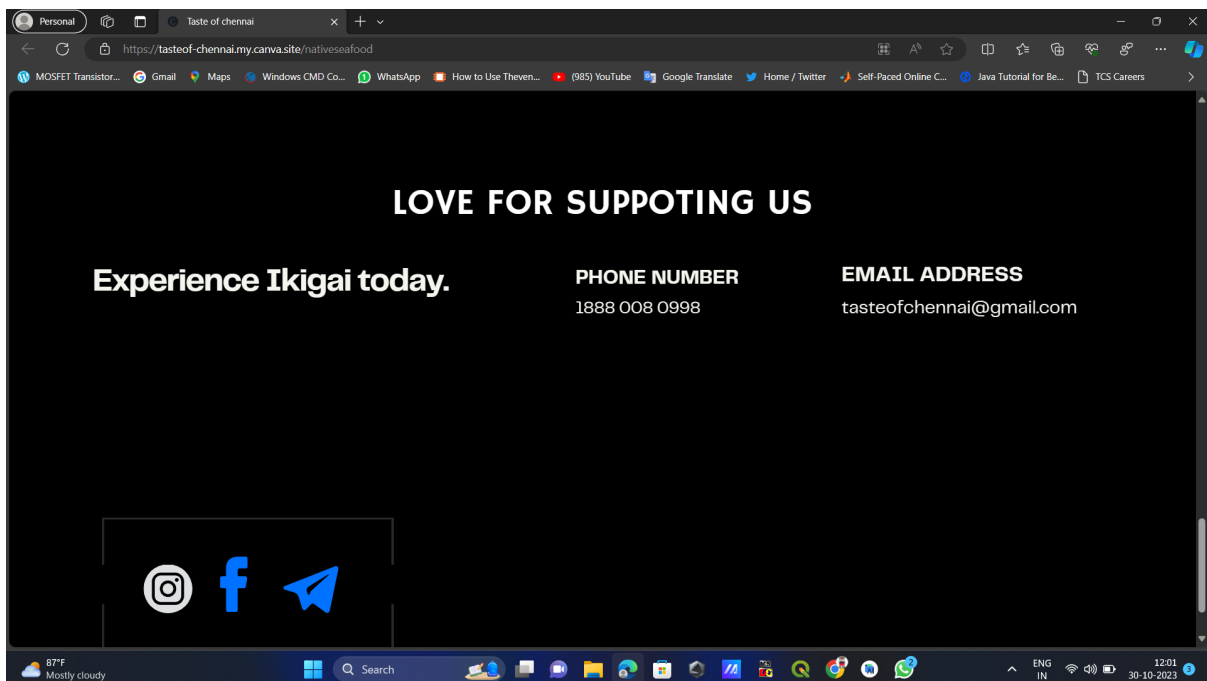 Personal
Taste of chennai
https://tasteof-chennai.my.canva.site/nativeseafood
MOSFET Transistor... Gmail Maps Windows CMD Co... WhatsApp How to Use Theven... (985) YouTube Google Translate Home / Twitter Self-Paced Online C... Java Tutorial for Be... TCS Careers
LOVE FOR SUPPOTING US
Experience Ikigai today.
PHONE NUMBER
1888 008 0998
EMAIL ADDRESS
tasteofchennai@gmail.com
87°F
Mostly cloudy
Search
ENG
IN
12:01
30-10-2023